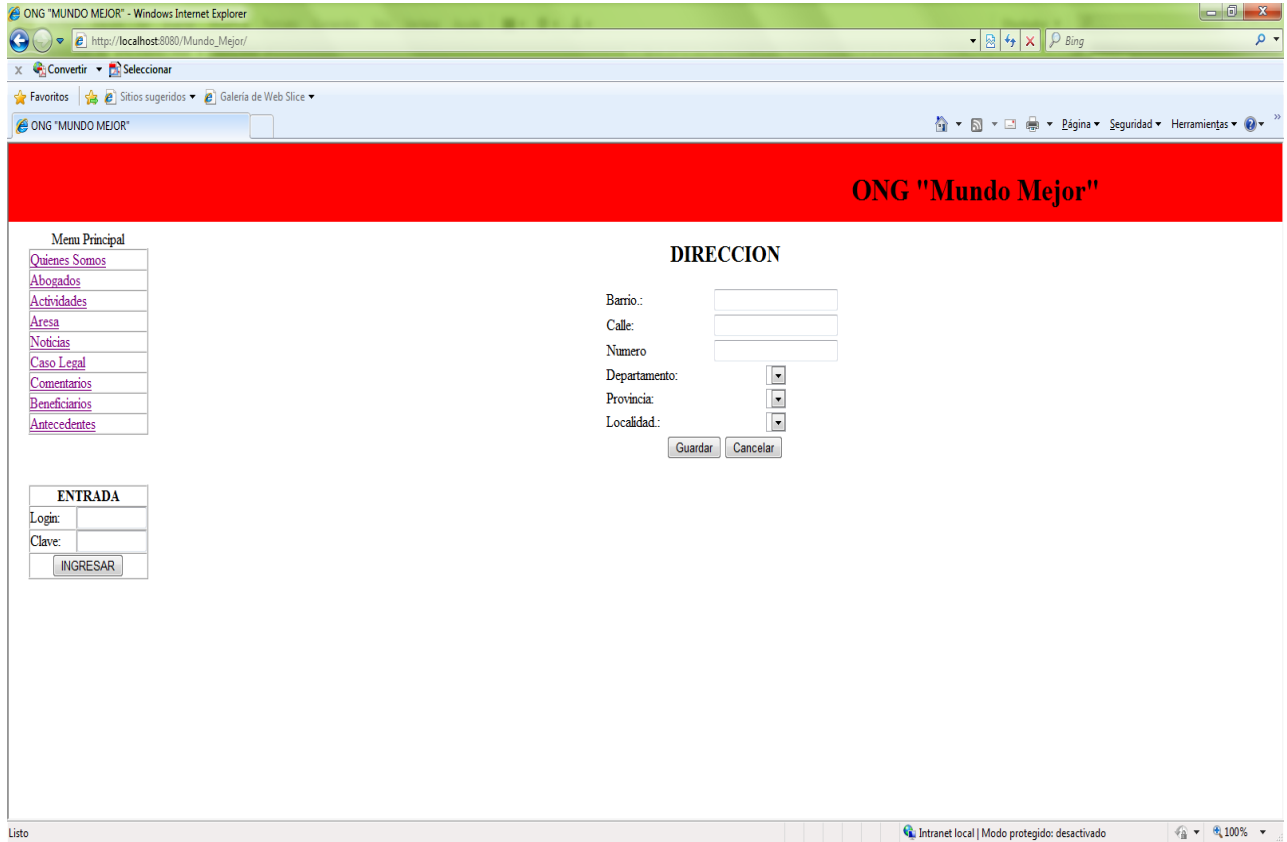 ONG "MUNDO MEJOR" - Windows Internet Explorer
http://localhost:8080/Mundo_Mejor/
Bing
x Convertir Seleccionar
Favoritos Sitios sugeridos Galería de Web Slice
ONG "MUNDO MEJOR"
Página Seguridad Herramientas
ONG "Mundo Mejor"
Menu Principal
Quienes Somos
Abogados
Actividades
Aresa
Noticias
Caso Legal
Comentarios
Beneficiarios
Antecedentes
ENTRADA
Login:
Clave:
INGRESAR
DIRECCION
Barrio.:
Calle:
Numero
Departamento:
Provincia:
Localidad.:
Guardar Cancelar
Listo
Intranet local | Modo protegido: desactivado
100%